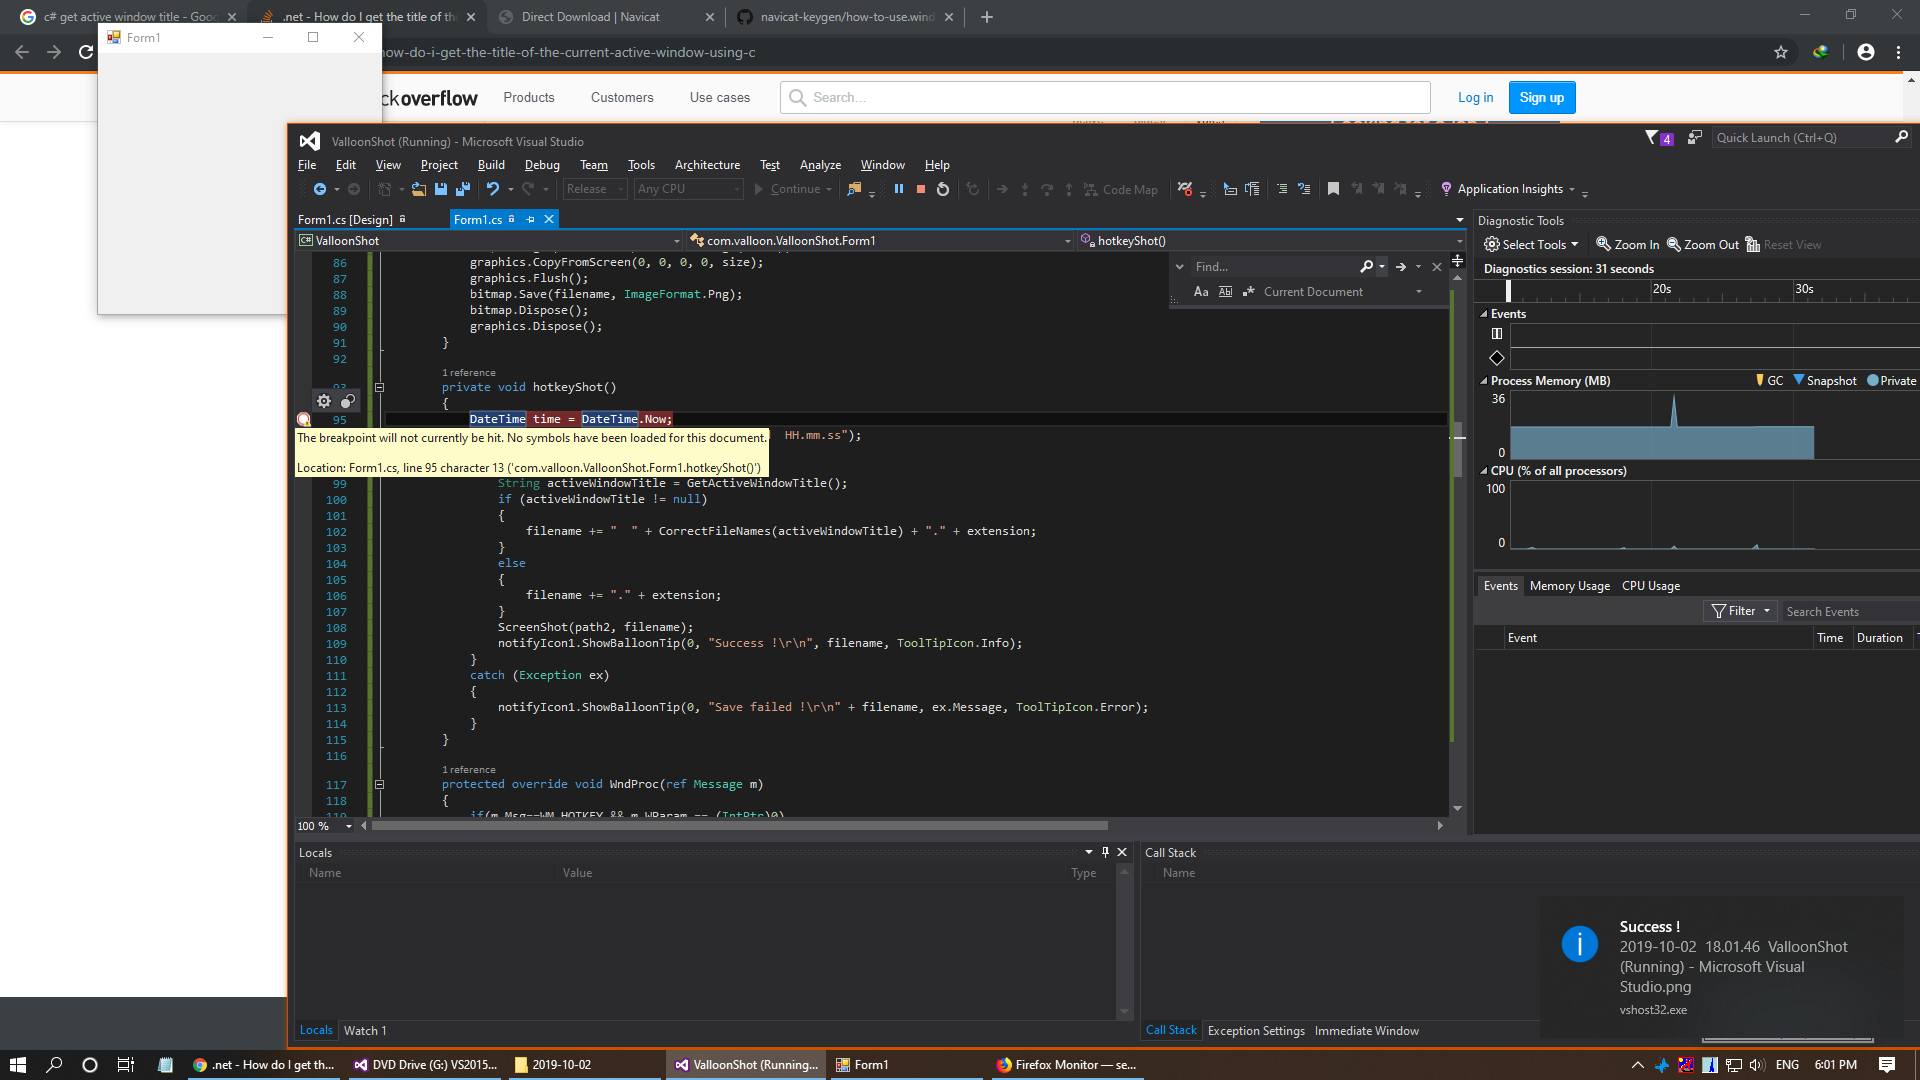 c# get active window title - Goog
.net - How do I get the title of the
Direct Download | Navicat
navicat-keygen/how-to-use.wind
Form1
how-do-i-get-the-title-of-the-current-active-window-using-c
ckoverflow
Products
Customers
Use cases
Search...
Log in
Sign up
ValloonShot (Running) - Microsoft Visual Studio
4
Quick Launch (Ctrl+Q)
File Edit View Project Build Debug Team Tools Architecture Test Analyze Window Help
Release
Any CPU
Continue
Code Map
Application Insights
Form1.cs [Design]
Form1.cs
C# ValloonShot
com.valloon.ValloonShot.Form1
hotkeyShot()
Find...
Aa Ab Current Document
86 graphics.CopyFromScreen(0, 0, 0, 0, size);
87 graphics.Flush();
88 bitmap.Save(filename, ImageFormat.Png);
89 bitmap.Dispose();
90 graphics.Dispose();
91 }
92
1 reference
93 private void hotkeyShot()
{
95 DateTime time = DateTime.Now;
HH.mm.ss");
The breakpoint will not currently be hit. No symbols have been loaded for this document.
Location: Form1.cs, line 95 character 13 ('com.valloon.ValloonShot.Form1.hotkeyShot()')
99 String activeWindowTitle = GetActiveWindowTitle();
100 if (activeWindowTitle != null)
101 {
102 filename += "  " + CorrectFileNames(activeWindowTitle) + "." + extension;
103 }
104 else
105 {
106 filename += "." + extension;
107 }
108 ScreenShot(path2, filename);
109 notifyIcon1.ShowBalloonTip(0, "Success !\r\n", filename, ToolTipIcon.Info);
110 }
111 catch (Exception ex)
112 {
113 notifyIcon1.ShowBalloonTip(0, "Save failed !\r\n" + filename, ex.Message, ToolTipIcon.Error);
114 }
115 }
116
1 reference
117 protected override void WndProc(ref Message m)
118 {
119 if(m.Msg==WM_HOTKEY && m.WParam == (IntPtr)0)
100 %
Diagnostic Tools
Select Tools
Zoom In
Zoom Out
Reset View
Diagnostics session: 31 seconds
20s
30s
Events
Process Memory (MB)
GC
Snapshot
Private
36
0
CPU (% of all processors)
100
0
Events
Memory Usage
CPU Usage
Filter
Search Events
Event
Time
Duration
Locals
Name
Value
Type
Locals
Watch 1
Call Stack
Name
Call Stack
Exception Settings
Immediate Window
Success !
2019-10-02  18.01.46  ValloonShot
(Running) - Microsoft Visual
Studio.png
vshost32.exe
.net - How do I get th...
DVD Drive (G:) VS2015...
2019-10-02
ValloonShot (Running...
Form1
Firefox Monitor — se...
ENG
6:01 PM